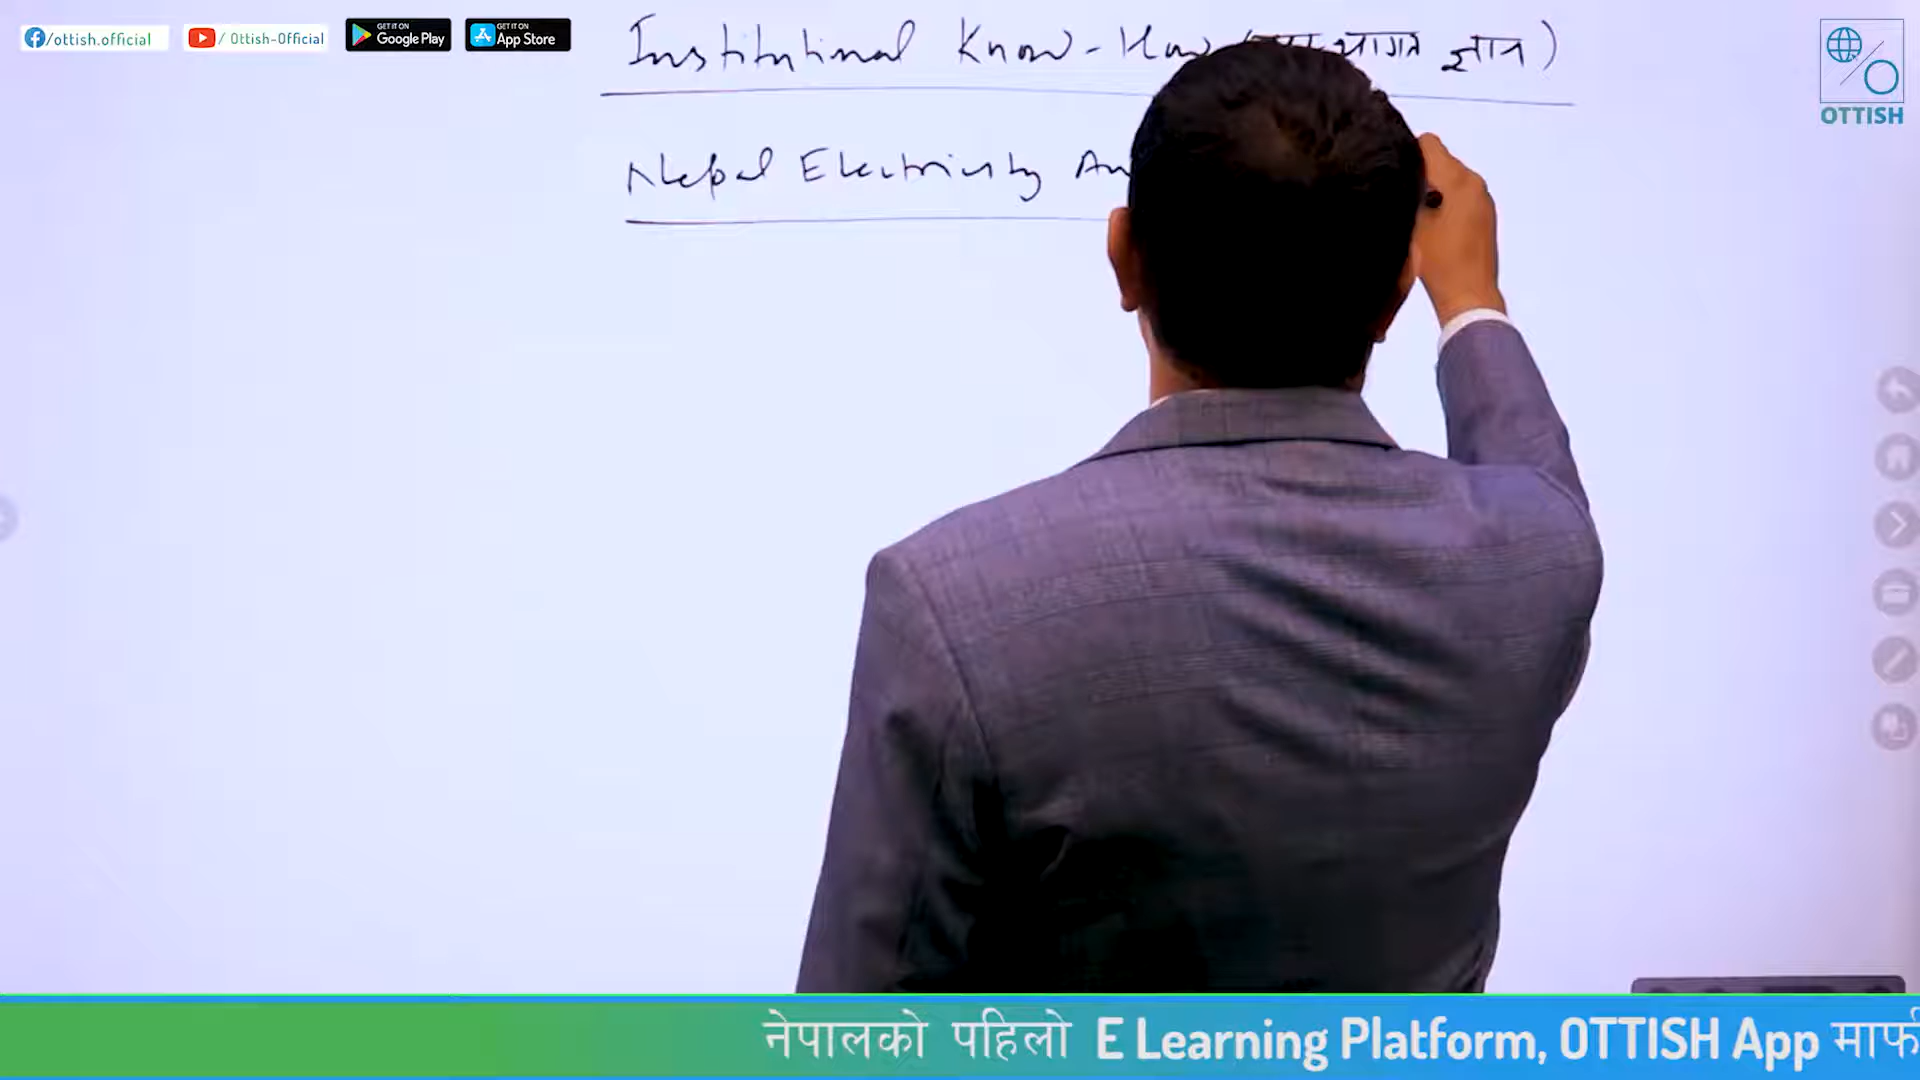 /ottish.official
/ Ottish-Official
GET IT ON
Google Play
GET IT ON
App Store
OTTISH
Institutinal Know-How ज्ञान )
Nepal Electricity
नेपालको पहिलो E Learning Platform, OTTISH App मार्फ